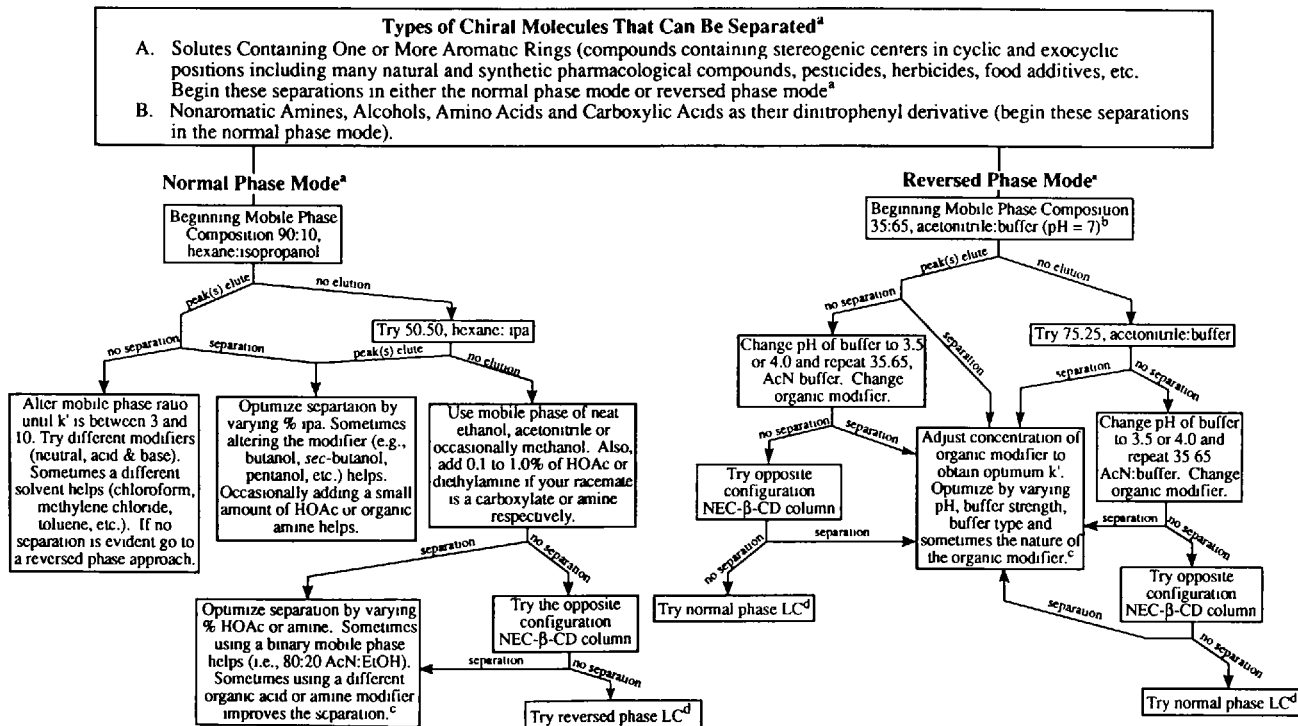 Types of Chiral Molecules That Can Be Separatedᵃ
A. Solutes Containing One or More Aromatic Rings (compounds containing stereogenic centers in cyclic and exocyclic
positions including many natural and synthetic pharmacological compounds, pesticides, herbicides, food additives, etc.
Begin these separations in either the normal phase mode or reversed phase modeᵃ
B. Nonaromatic Amines, Alcohols, Amino Acids and Carboxylic Acids as their dinitrophenyl derivative (begin these separations
in the normal phase mode).
Normal Phase Modeᵃ
Beginning Mobile Phase
Composition 90:10,
hexane:isopropanol
peak(s) elute
no elution
Try 50.50, hexane: ipa
no separation
separation
peak(s) elute
no elution
Alter mobile phase ratio
until k' is between 3 and
10. Try different modifiers
(neutral, acid & base).
Sometimes a different
solvent helps (chloroform,
methylene chloride,
toluene, etc.). If no
separation is evident go to
a reversed phase approach.
Optimize separtaion by
varying % ipa. Sometimes
altering the modifier (e.g.,
butanol, sec-butanol,
pentanol, etc.) helps.
Occasionally adding a small
amount of HOAc or organic
amine helps.
Use mobile phase of neat
ethanol, acetonitrile or
occasionally methanol. Also,
add 0.1 to 1.0% of HOAc or
diethylamine if your racemate
is a carboxylate or amine
respectively.
separation
no separation
Optimize separation by varying
% HOAc or amine. Sometimes
using a binary mobile phase
helps (i.e., 80:20 AcN:EtOH).
Sometimes using a different
organic acid or amine modifier
improves the separation.ᶜ
Try the opposite
configuration
NEC-β-CD column
separation
no separation
Try reversed phase LCᵈ
Reversed Phase Modeᵃ
Beginning Mobile Phase Composition
35:65, acetonitrile:buffer (pH = 7)ᵇ
peak(s) elute
no elution
no separation
separation
Change pH of buffer to 3.5
or 4.0 and repeat 35.65,
AcN buffer. Change
organic modifier.
Try 75.25, acetonitrile:buffer
separation
no separation
no separation
separation
Try opposite
configuration
NEC-β-CD column
Adjust concentration of
organic modifier to
obtain optimum k'.
Optimize by varying
pH, buffer strength,
buffer type and
sometimes the nature of
the organic modifier.ᶜ
Change pH of buffer
to 3.5 or 4.0 and
repeat 35 65
AcN:buffer. Change
organic modifier.
separation
no separation
separation
no separation
Try normal phase LCᵈ
Try opposite
configuration
NEC-β-CD column
separation
no separation
Try normal phase LCᵈ